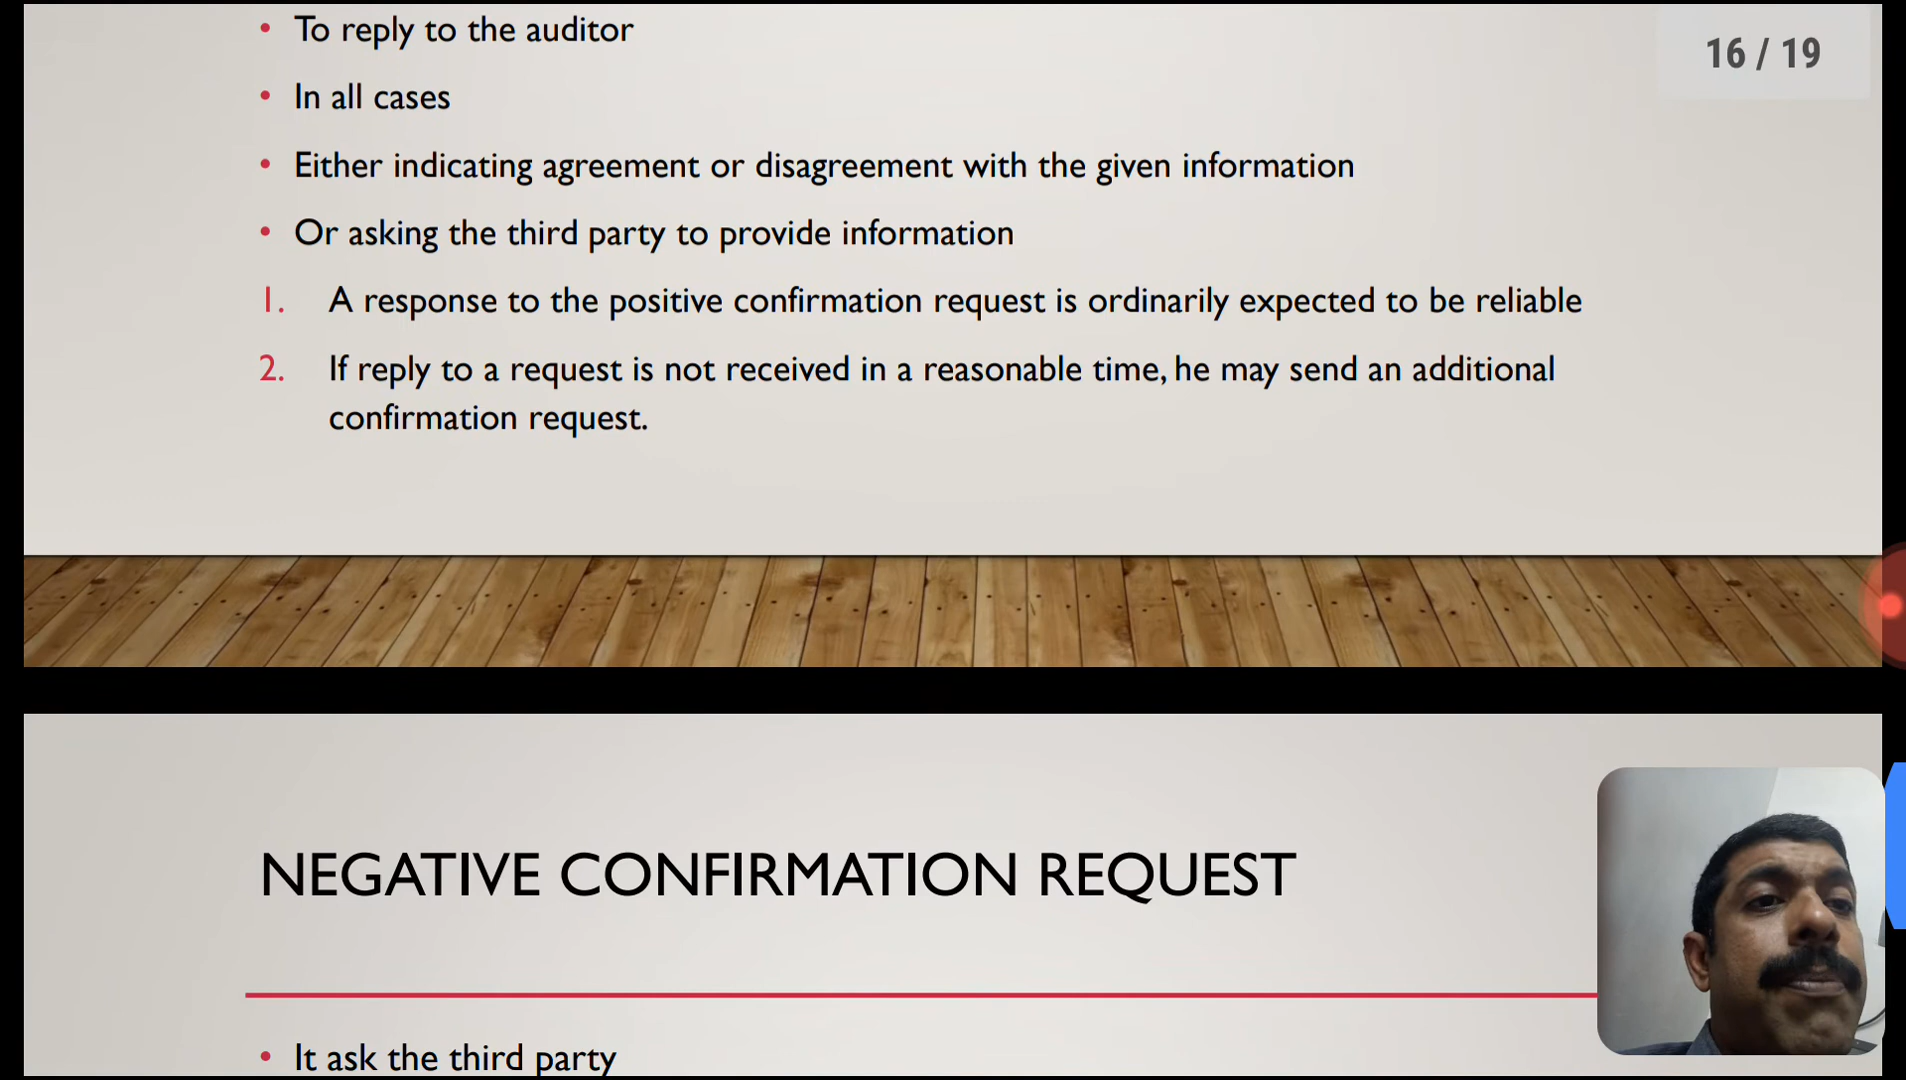 • To reply to the auditor
16 / 19
• In all cases
• Either indicating agreement or disagreement with the given information
• Or asking the third party to provide information
1. A response to the positive confirmation request is ordinarily expected to be reliable
2. If reply to a request is not received in a reasonable time, he may send an additional
confirmation request.
NEGATIVE CONFIRMATION REQUEST
• It ask the third party